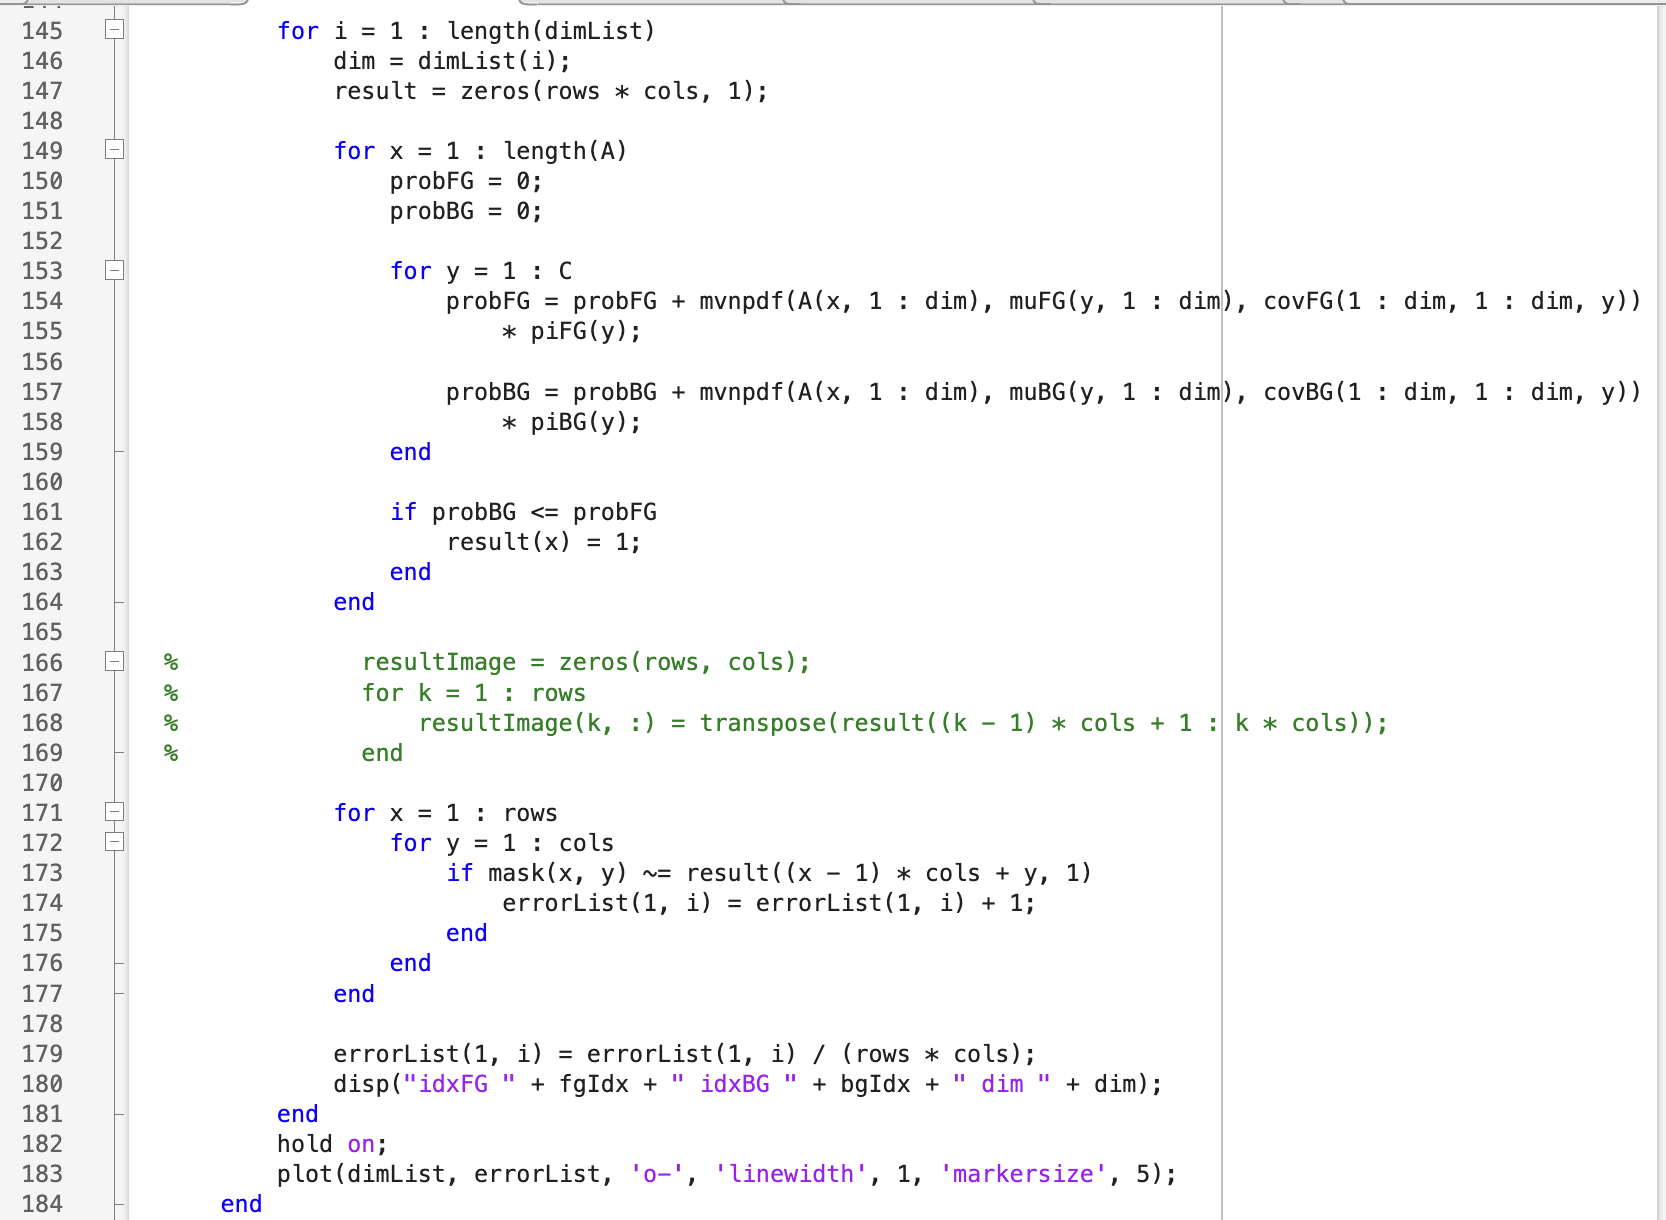 145 for i = 1 : length(dimList)
146 dim = dimList(i);
147 result = zeros(rows * cols, 1);
148
149 for x = 1 : length(A)
150 probFG = 0;
151 probBG = 0;
152
153 for y = 1 : C
154 probFG = probFG + mvnpdf(A(x, 1 : dim), muFG(y, 1 : dim), covFG(1 : dim, 1 : dim, y))
155 * piFG(y);
156
157 probBG = probBG + mvnpdf(A(x, 1 : dim), muBG(y, 1 : dim), covBG(1 : dim, 1 : dim, y))
158 * piBG(y);
159 end
160
161 if probBG <= probFG
162 result(x) = 1;
163 end
164 end
165
166 % resultImage = zeros(rows, cols);
167 % for k = 1 : rows
168 % resultImage(k, :) = transpose(result((k - 1) * cols + 1 : k * cols));
169 % end
170
171 for x = 1 : rows
172 for y = 1 : cols
173 if mask(x, y) ~= result((x - 1) * cols + y, 1)
174 errorList(1, i) = errorList(1, i) + 1;
175 end
176 end
177 end
178
179 errorList(1, i) = errorList(1, i) / (rows * cols);
180 disp("idxFG " + fgIdx + " idxBG " + bgIdx + " dim " + dim);
181 end
182 hold on;
183 plot(dimList, errorList, 'o-', 'linewidth', 1, 'markersize', 5);
184 end